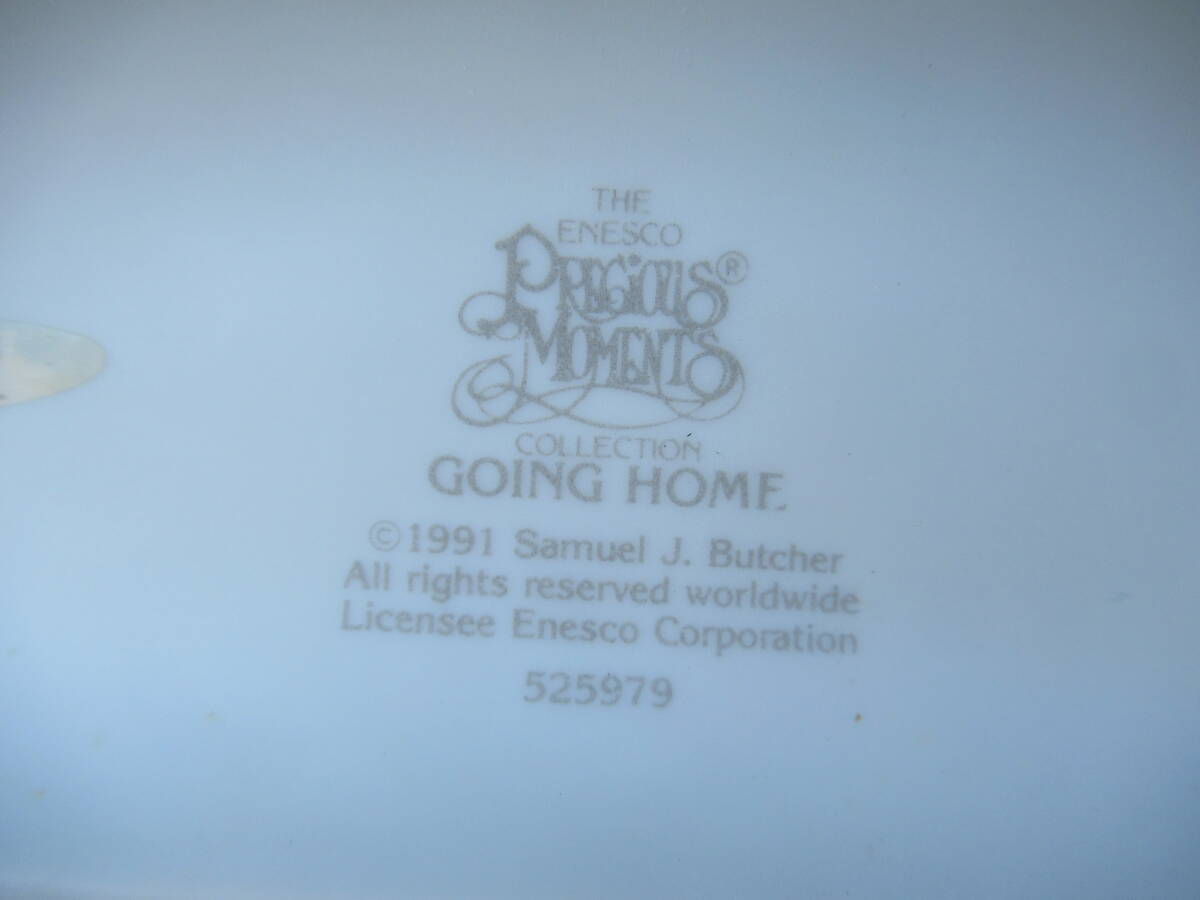 THE
ENESCO
PRECIOUS®
MOMENTS
COLLECTION
GOING HOME
©1991 Samuel J. Butcher
All rights reserved worldwide
Licensee Enesco Corporation
525979